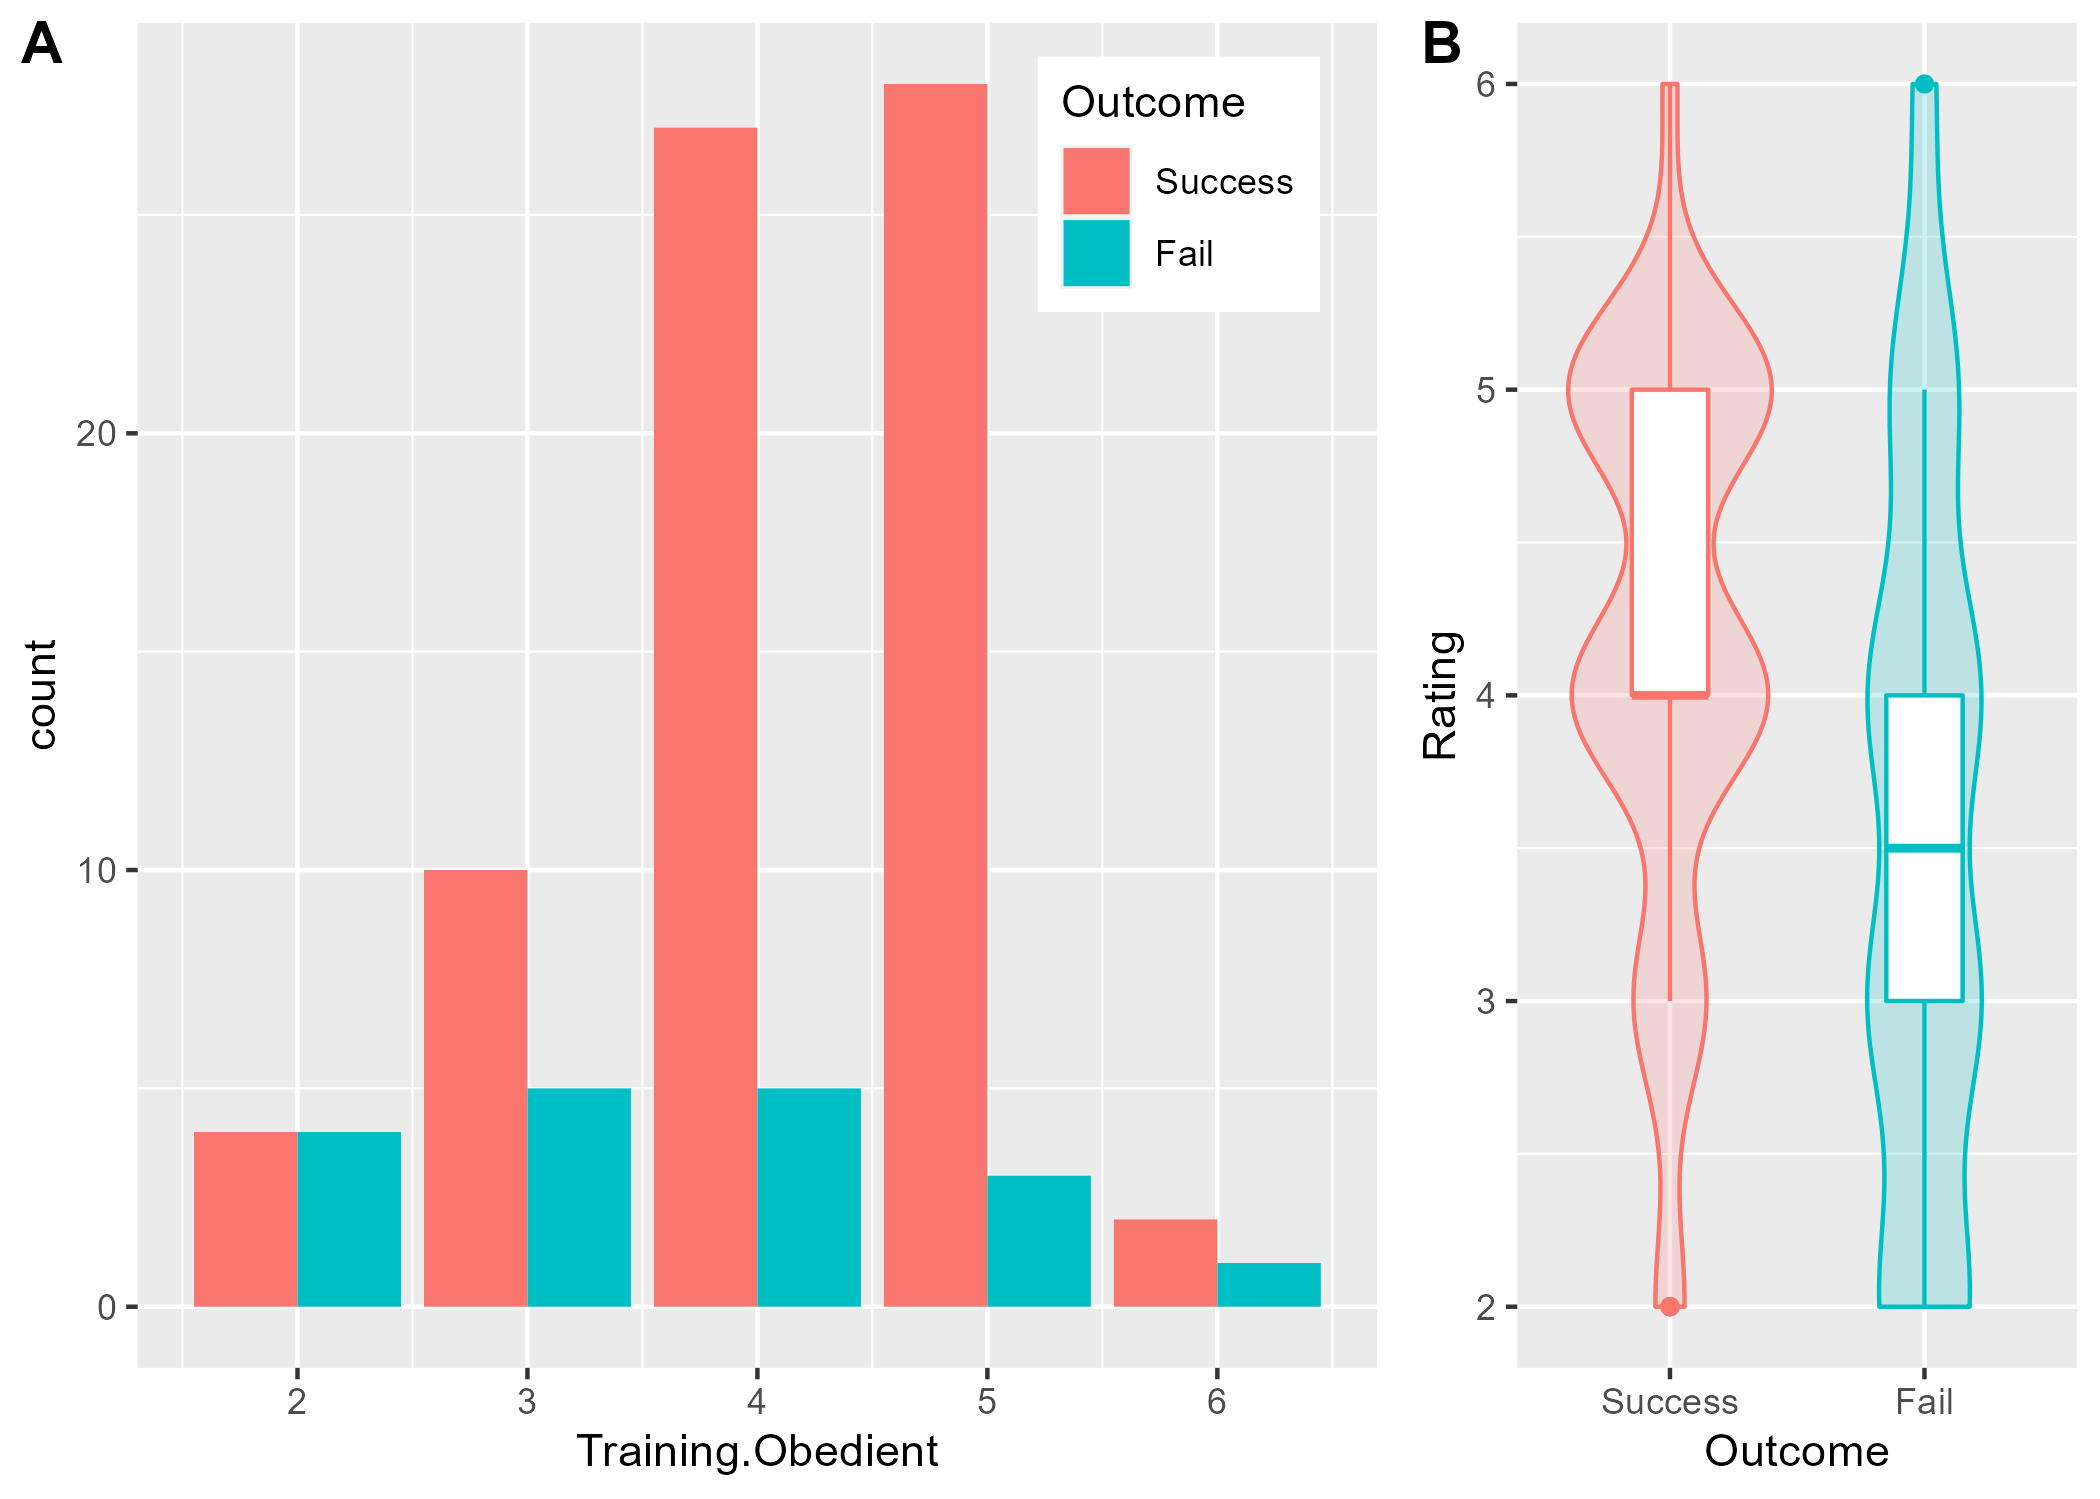 A
Outcome
Success
Fail
count
20
10
0
2 3 4 5 6
Training.Obedient
B
Rating
6
5
4
3
2
Success Fail
Outcome